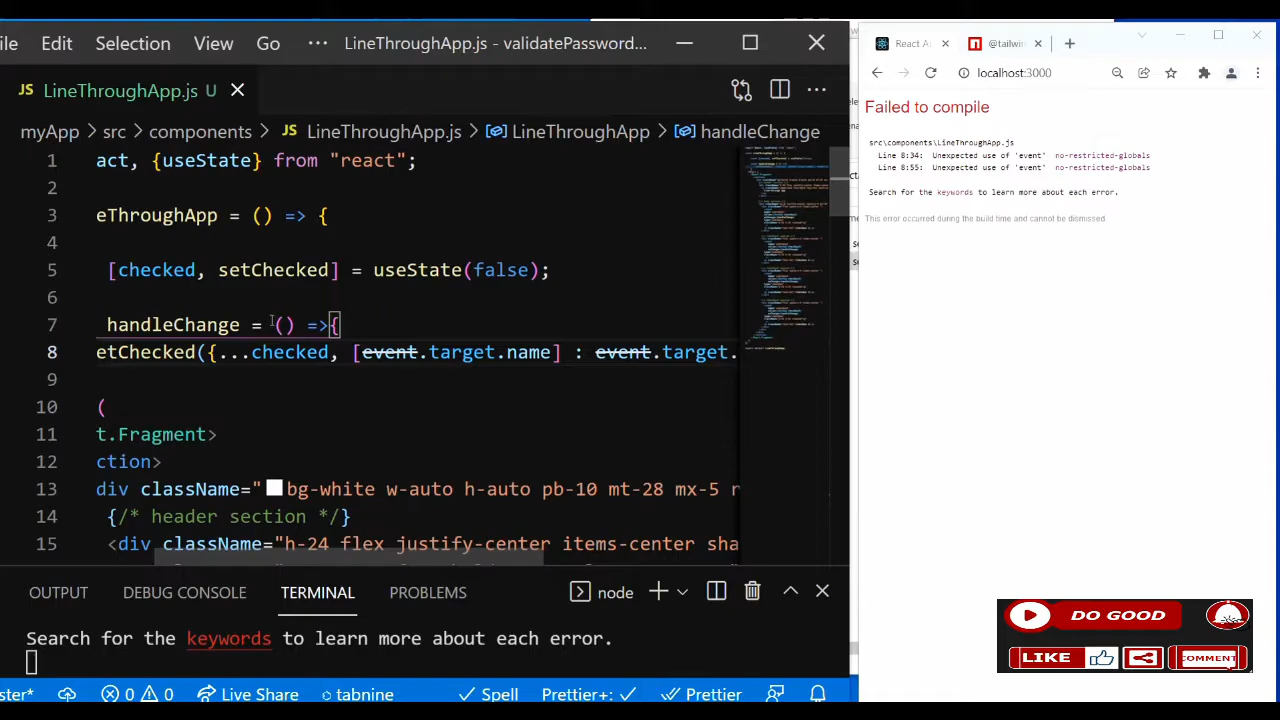 ile Edit Selection View Go ··· LineThroughApp.js - validatePassword...
JS LineThroughApp.js U
myApp > src > components > JS LineThroughApp.js > LineThroughApp > handleChange
1 act, {useState} from "react";
2
3 eThroughApp = () => {
4
5 [checked, setChecked] = useState(false);
6
7 handleChange = () =>{
8 etChecked({...checked, [event.target.name] : event.target.
9
10 (
11 t.Fragment>
12 ction>
13 div className=" bg-white w-auto h-auto pb-10 mt-28 mx-5 r
14 {/* header section */}
15 <div className="h-24 flex justify-center items-center sha
OUTPUT DEBUG CONSOLE TERMINAL PROBLEMS node
Search for the keywords to learn more about each error.
ster* 0 0 Live Share tabnine Spell Prettier+: Prettier
React A
@tailwi
localhost:3000
Failed to compile
src\components\LineThroughApp.js
Line 8:34: Unexpected use of 'event' no-restricted-globals
Line 8:55: Unexpected use of 'event' no-restricted-globals
Search for the keywords to learn more about each error.
This error occurred during the build time and cannot be dismissed.
DO GOOD
LIKE COMMENT